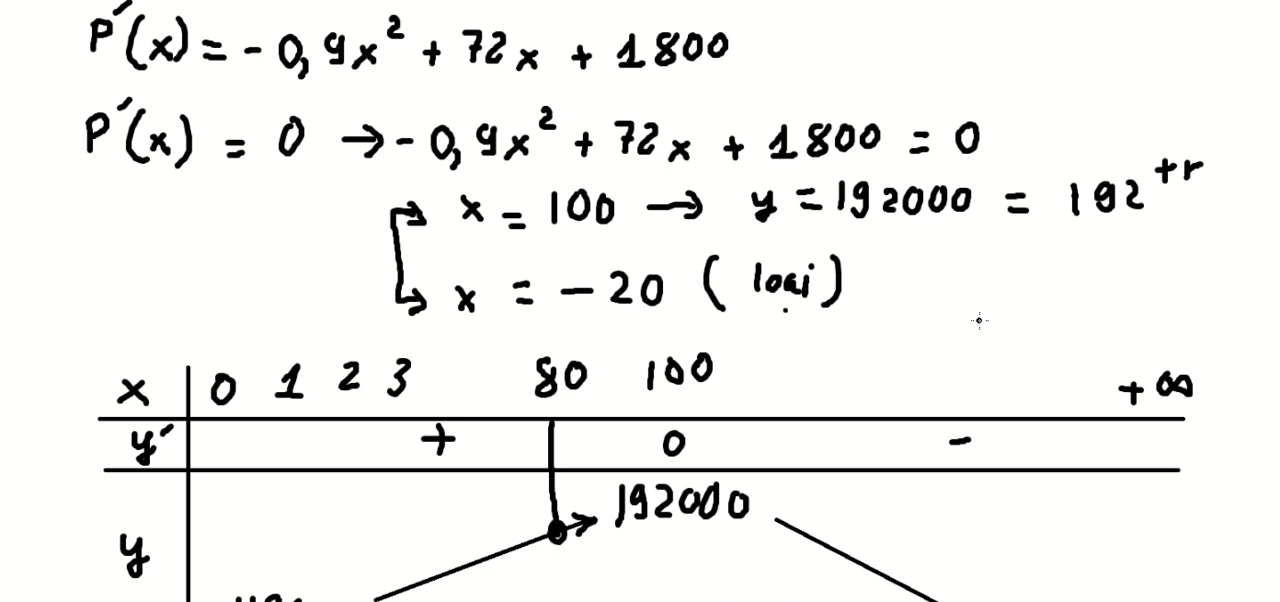 P'(x) = - 0,9x² + 72x + 1800
P'(x) = 0 → - 0,9x² + 72x + 1800 = 0
x = 100 → y = 192000 = 192 tr
x = - 20 (loại)
x 0 1 2 3 80 100 +∞
y' + 0 -
192000
y